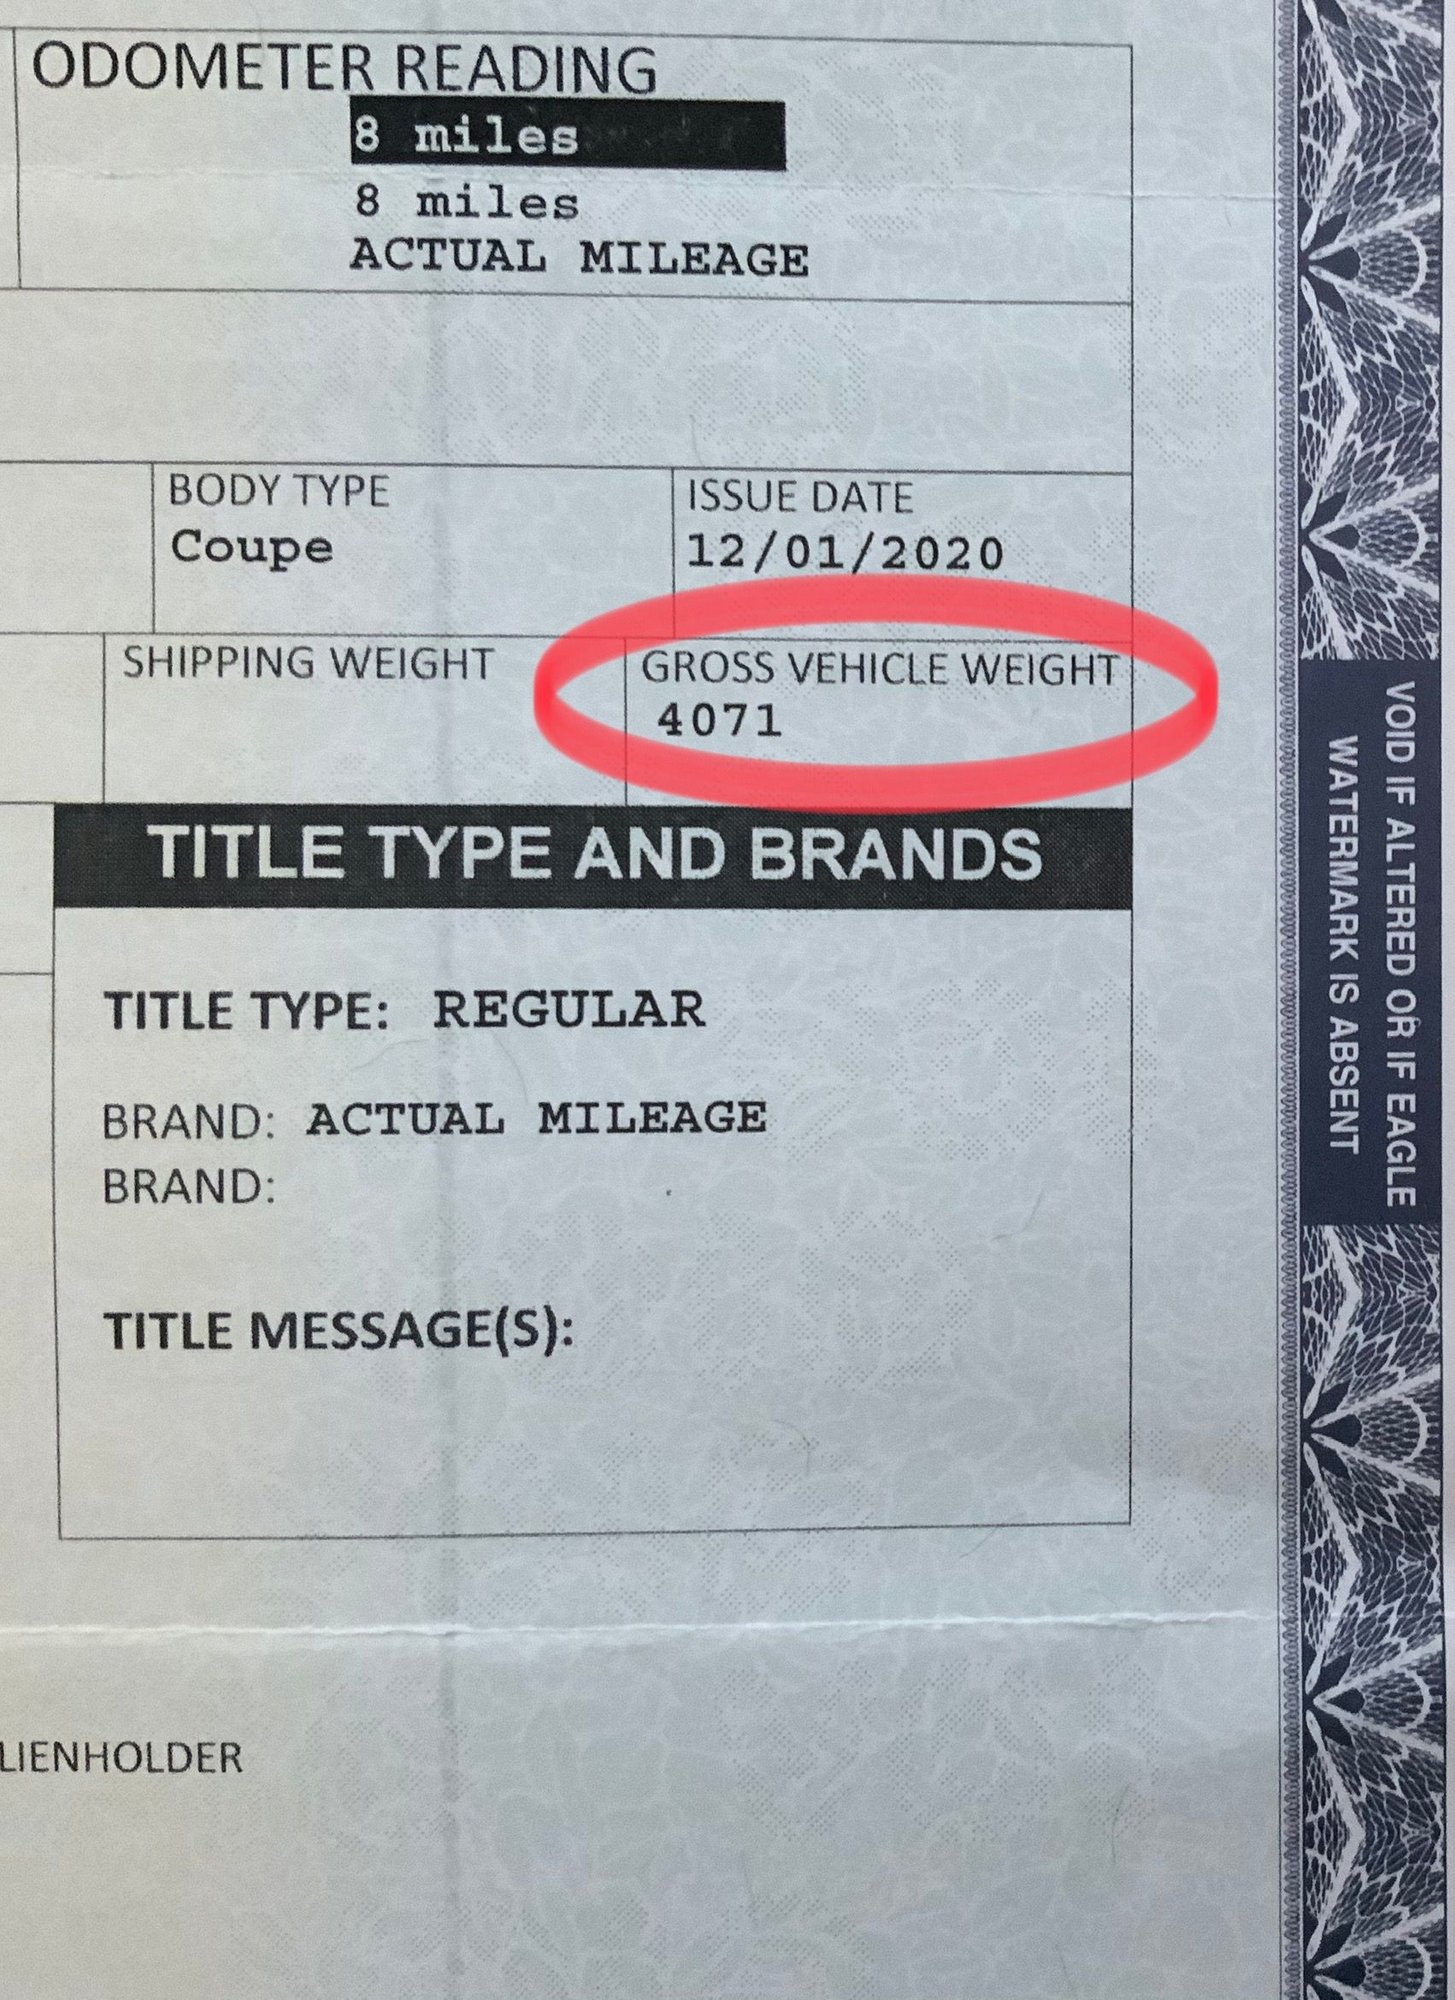 ODOMETER READING
8 miles
8 miles
ACTUAL MILEAGE
BODY TYPE
Coupe
ISSUE DATE
12/01/2020
SHIPPING WEIGHT
GROSS VEHICLE WEIGHT
4071
TITLE TYPE AND BRANDS
TITLE TYPE: REGULAR
BRAND: ACTUAL MILEAGE
BRAND:
TITLE MESSAGE(S):
LIENHOLDER
VOID IF ALTERED OR IF EAGLE
WATERMARK IS ABSENT